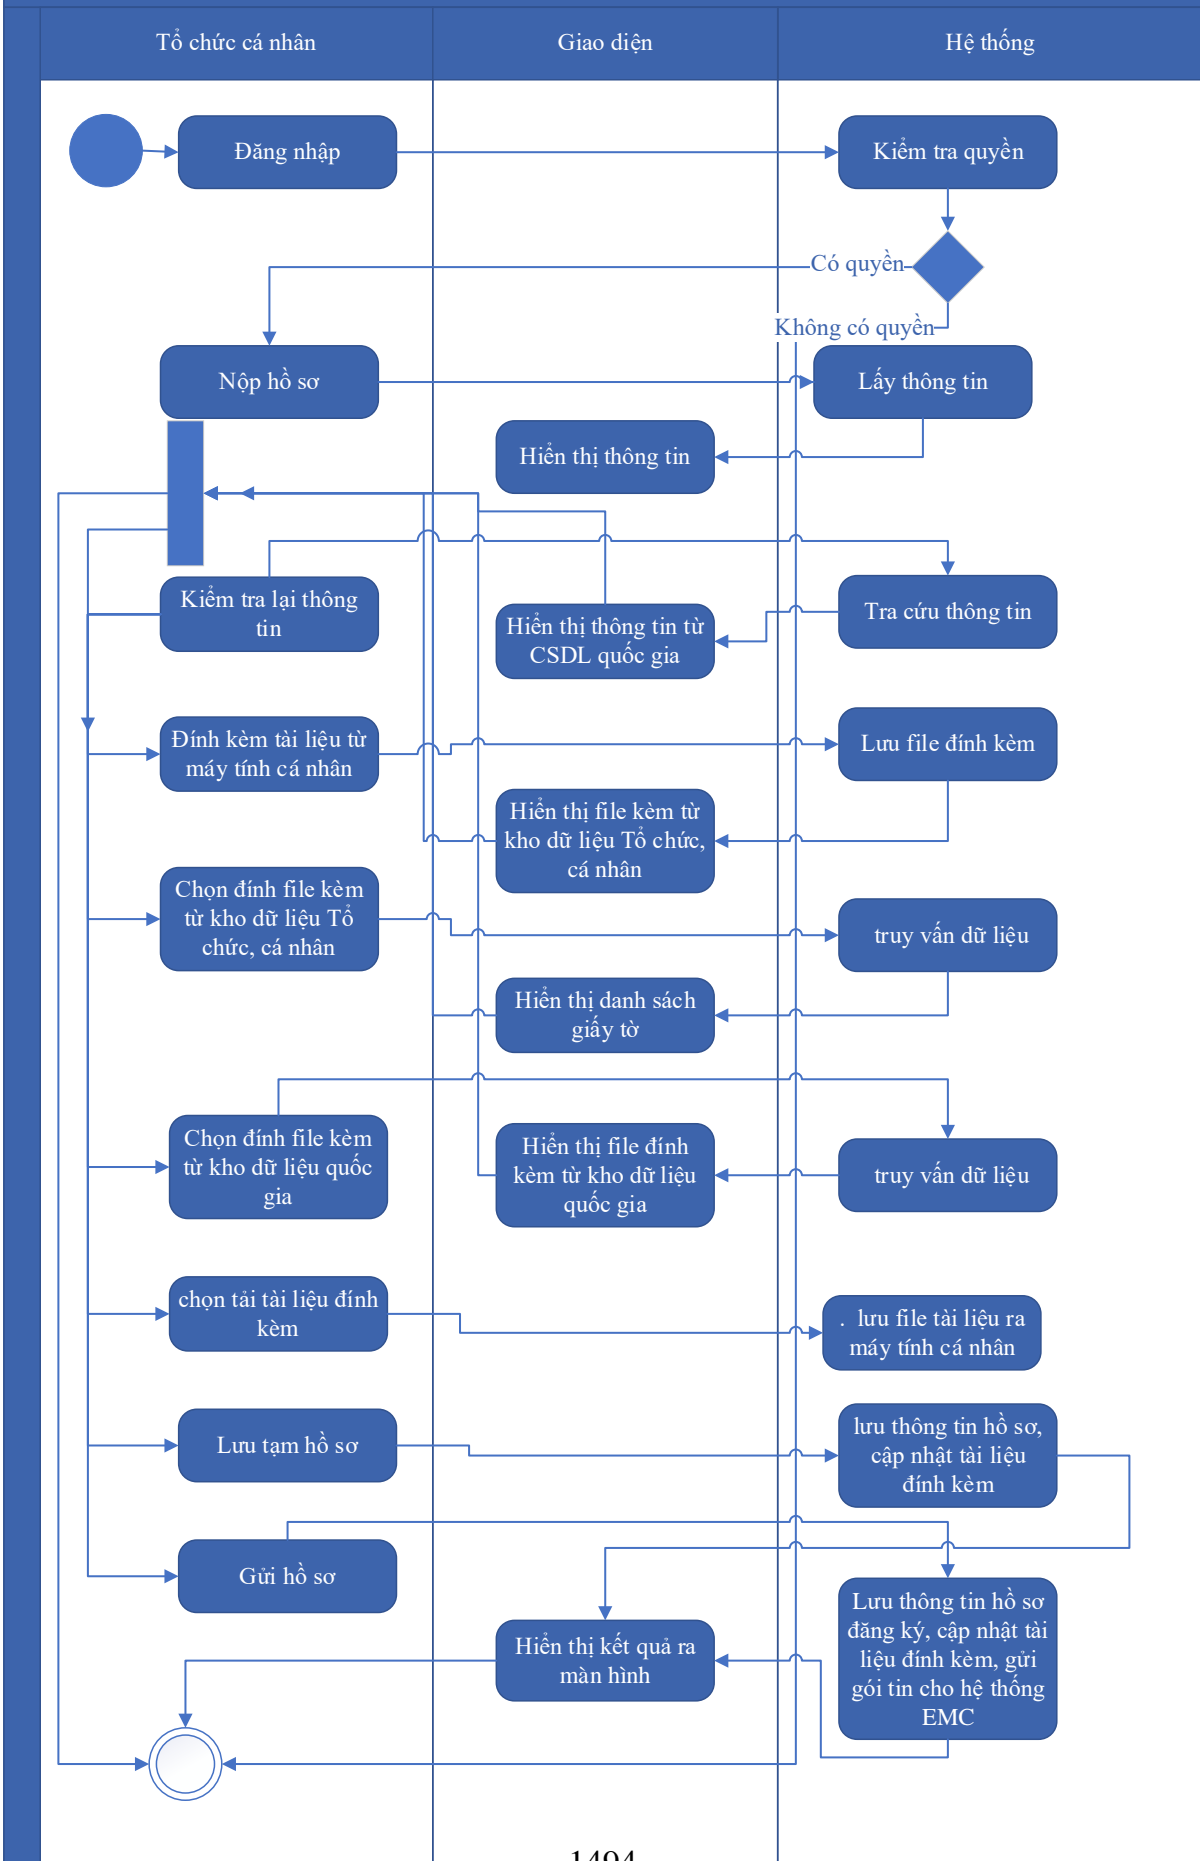 Tổ chức cá nhân
Giao diện
Hệ thống
Đăng nhập
Kiểm tra quyền
Có quyền
Không có quyền
Nộp hồ sơ
Lấy thông tin
Hiển thị thông tin
Kiểm tra lại thông
tin
Hiển thị thông tin từ
CSDL quốc gia
Tra cứu thông tin
Đính kèm tài liệu từ
máy tính cá nhân
Lưu file đính kèm
Hiển thị file kèm từ
kho dữ liệu Tổ chức,
cá nhân
Chọn đính file kèm
từ kho dữ liệu Tổ
chức, cá nhân
truy vấn dữ liệu
Hiển thị danh sách
giấy tờ
Chọn đính file kèm
từ kho dữ liệu quốc
gia
Hiển thị file đính
kèm từ kho dữ liệu
quốc gia
truy vấn dữ liệu
chọn tải tài liệu đính
kèm
. lưu file tài liệu ra
máy tính cá nhân
Lưu tạm hồ sơ
lưu thông tin hồ sơ,
cập nhật tài liệu
đính kèm
Gửi hồ sơ
Hiển thị kết quả ra
màn hình
Lưu thông tin hồ sơ
đăng ký, cập nhật tài
liệu đính kèm, gửi
gói tin cho hệ thống
EMC
1494